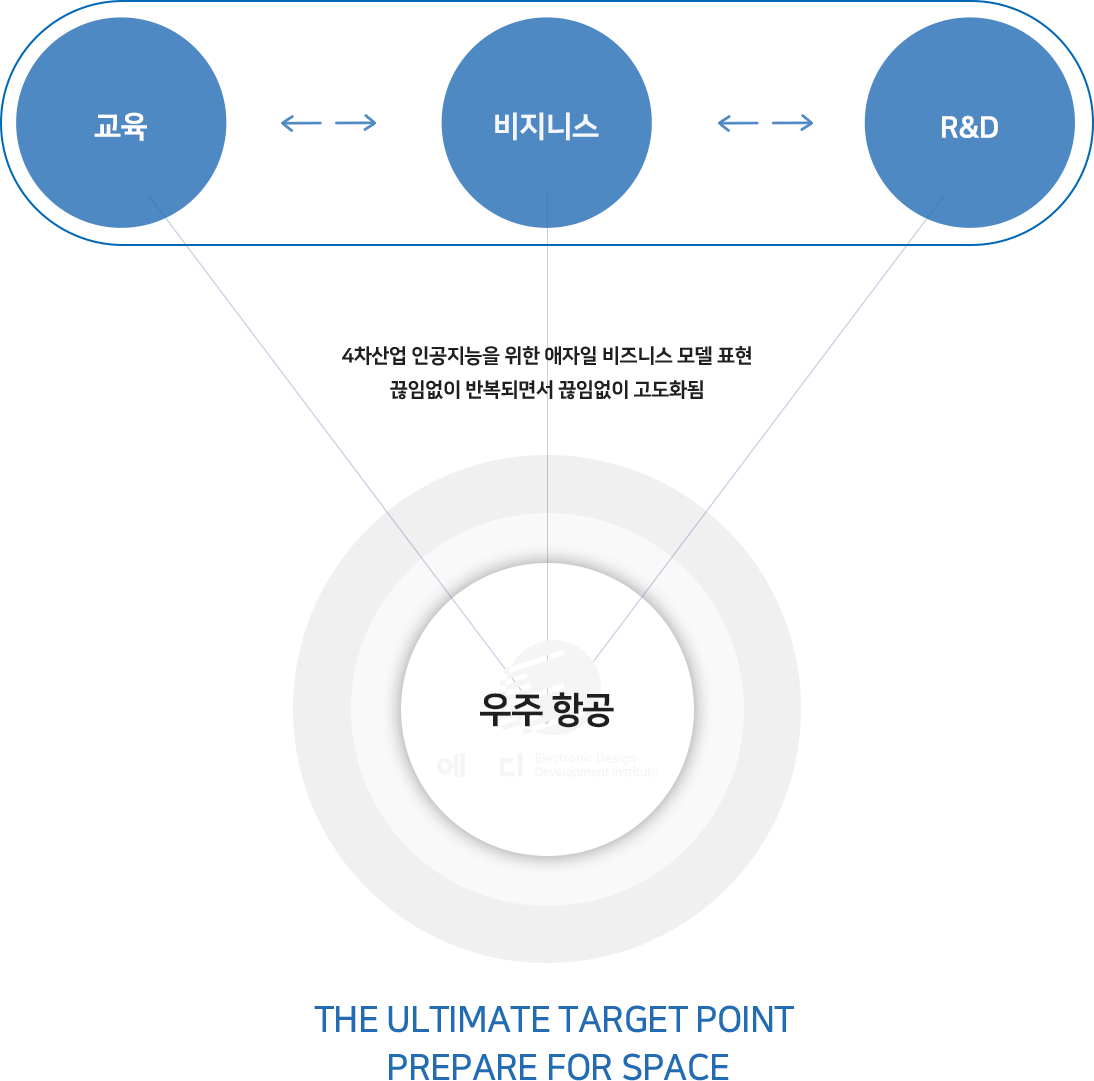 교육
비지니스
R&D
4차산업 인공지능을 위한 애자일 비즈니스 모델 표현
끊임없이 반복되면서 끊임없이 고도화됨
우주 항공
에 디
Electronic Design
Development Institute
THE ULTIMATE TARGET POINT
PREPARE FOR SPACE